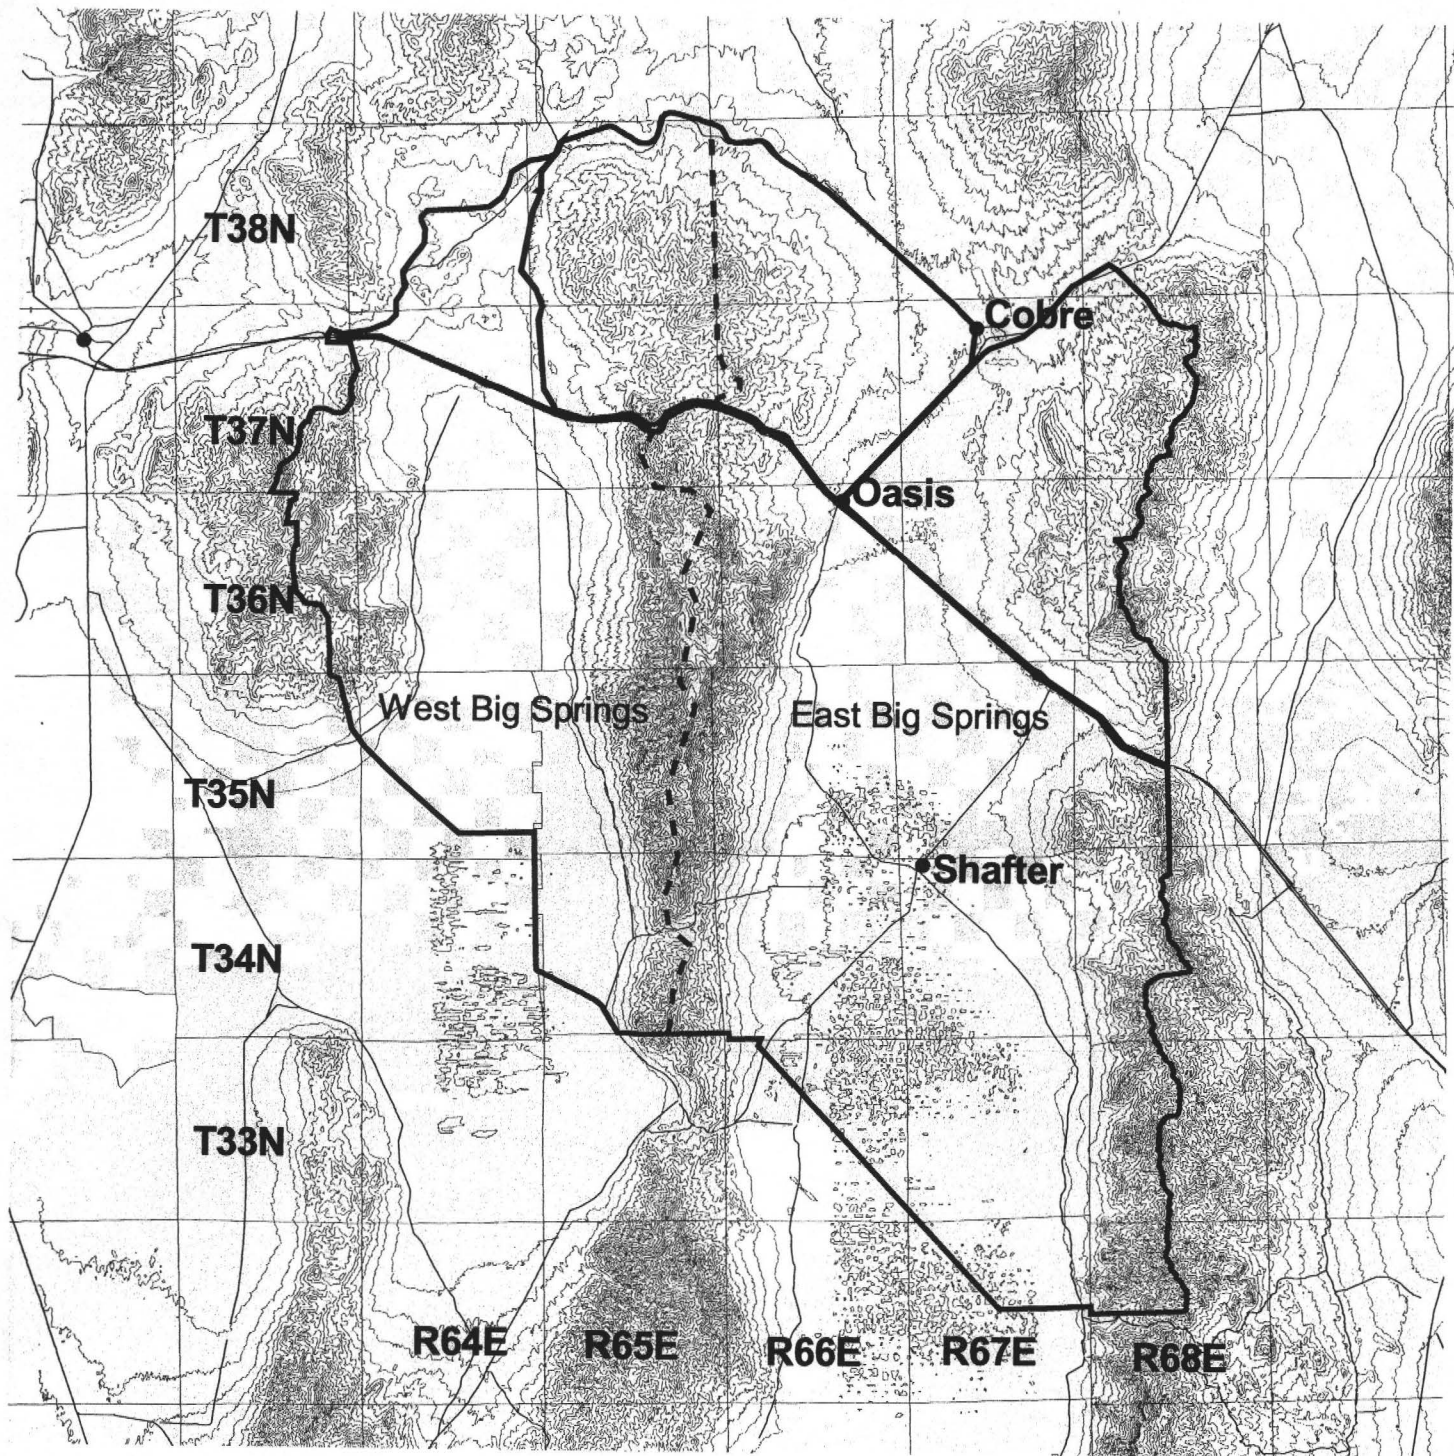 T38N
Cobre
T37N
Oasis
T36N
West Big Springs
East Big Springs
T35N
Shafter
T34N
T33N
R64E
R65E
R66E
R67E
R68E